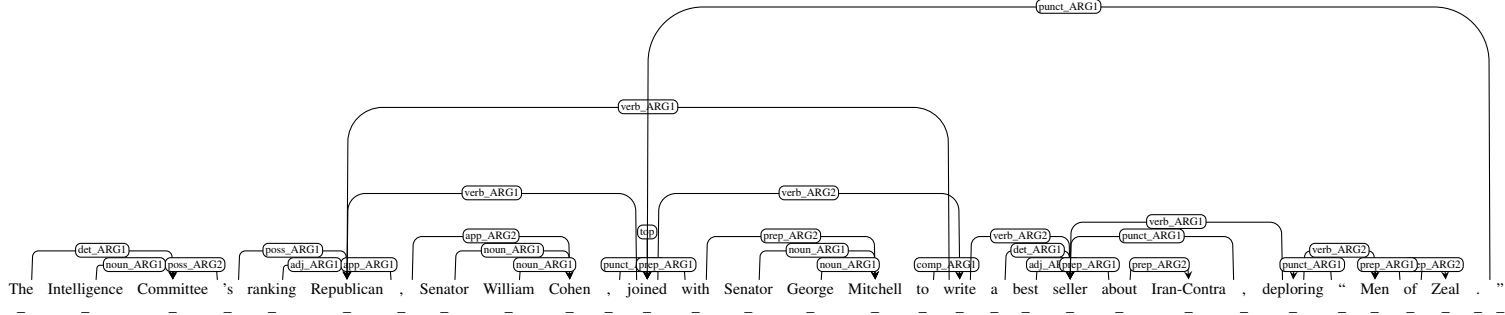 punct_ARG1
verb_ARG1
verb_ARG1 verb_ARG2
top
verb_ARG1
det_ARG1 poss_ARG1 app_ARG2 prep_ARG2 verb_ARG2 punct_ARG1
noun_ARG1 noun_ARG1 det_ARG1 verb_ARG2
noun_ARG1 poss_ARG2 adj_ARG1 app_ARG1 noun_ARG1 prep_ARG1 noun_ARG1 comp_ARG1 prep_ARG1 prep_ARG2 punct_ARG1 prep_ARG1
The Intelligence Committee 's ranking Republican , Senator William Cohen , joined with Senator George Mitchell to write a best seller about Iran-Contra , deploring “ Men of Zeal . ”
_ _ _ _ _ _ _ _ _ _ _ _ _ _ _ _ _ _ _ _ _ _ _ _ _ _ _ _ _ _ _